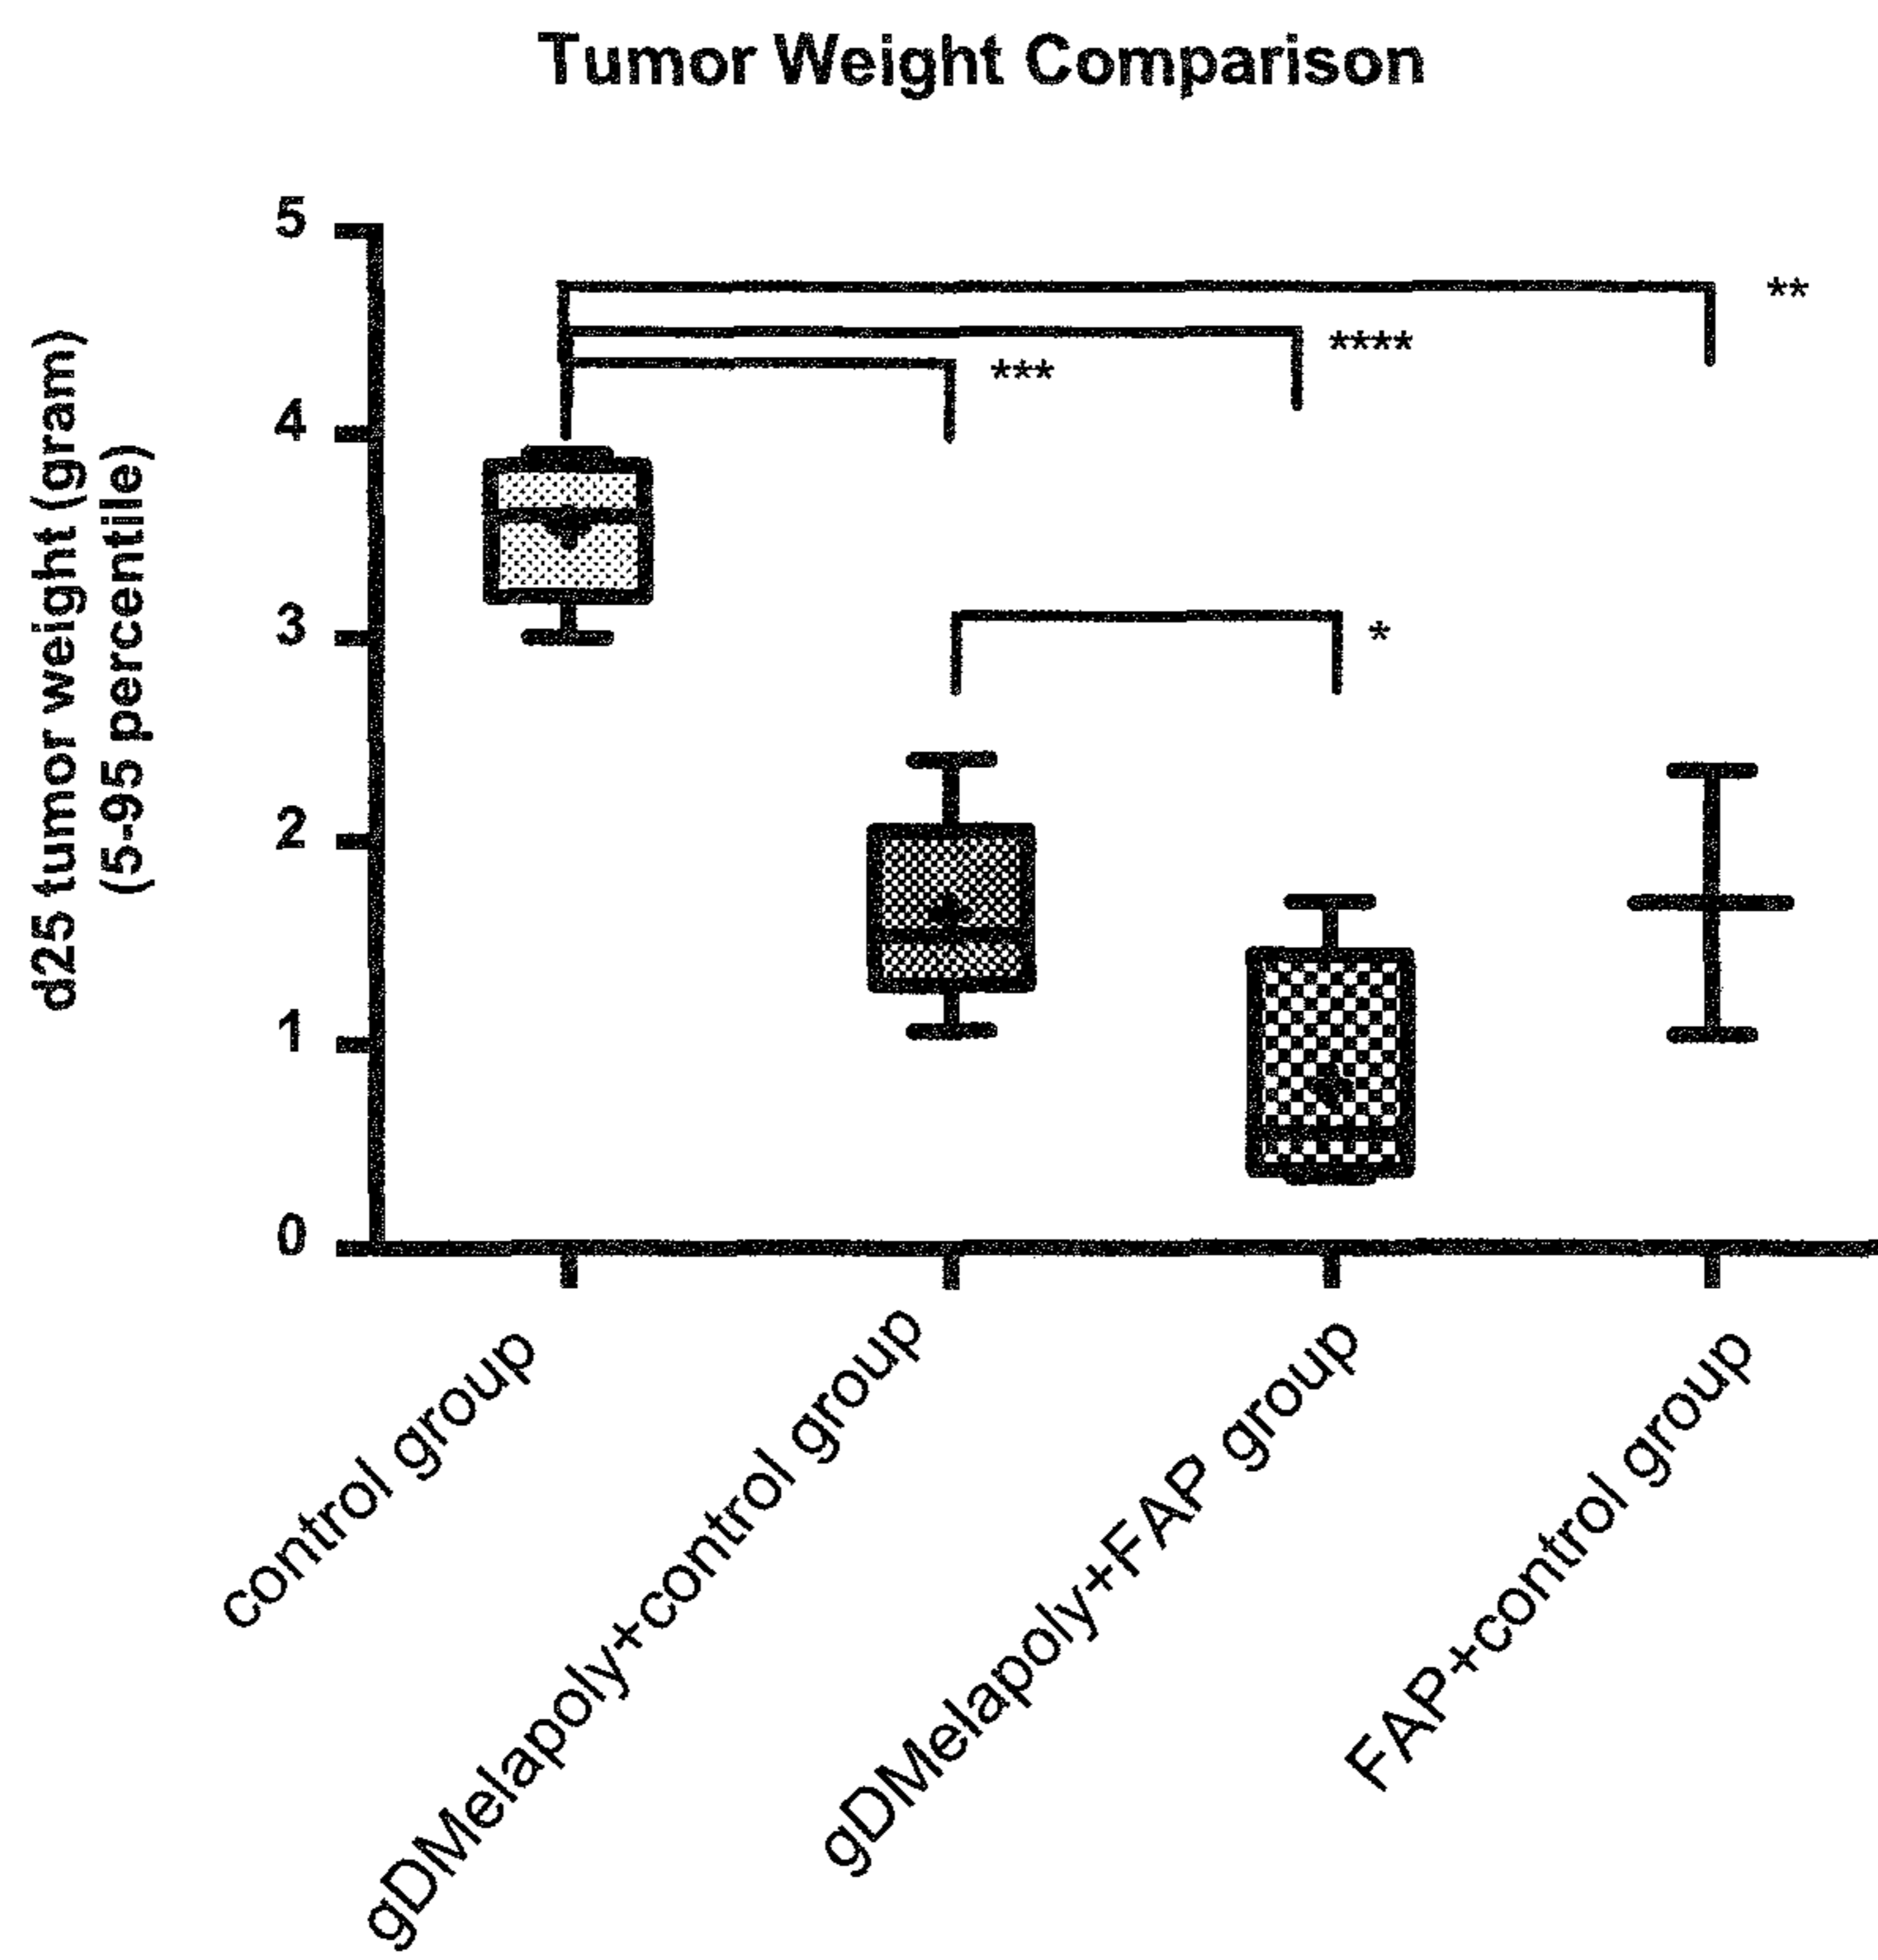 Tumor Weight Comparison
d25 tumor weight (gram)
(5-95 percentile)
5
4
3
2
1
0
**
****
***
*
control group
gDMelapoly+control group
gDMelapoly+FAP group
FAP+control group